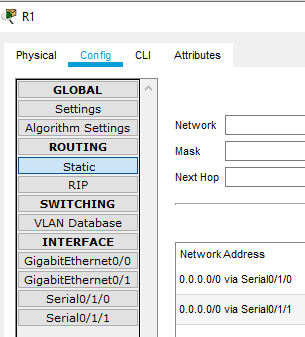 R1
Physical Config CLI Attributes
GLOBAL
Settings
Algorithm Settings
ROUTING
Static
RIP
SWITCHING
VLAN Database
INTERFACE
GigabitEthernet0/0
GigabitEthernet0/1
Serial0/1/0
Serial0/1/1
Network
Mask
Next Hop
Network Address
0.0.0.0/0 via Serial0/1/0
0.0.0.0/0 via Serial0/1/1